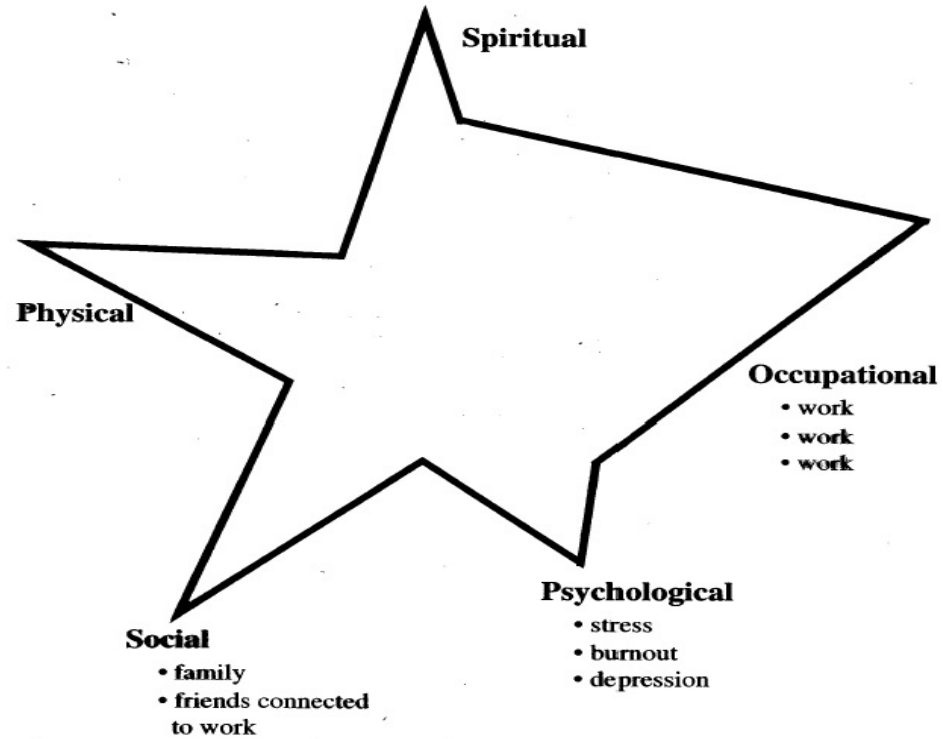 Spiritual
Physical
Occupational
• work
• work
• work
Psychological
• stress
• burnout
• depression
Social
• family
• friends connected
to work